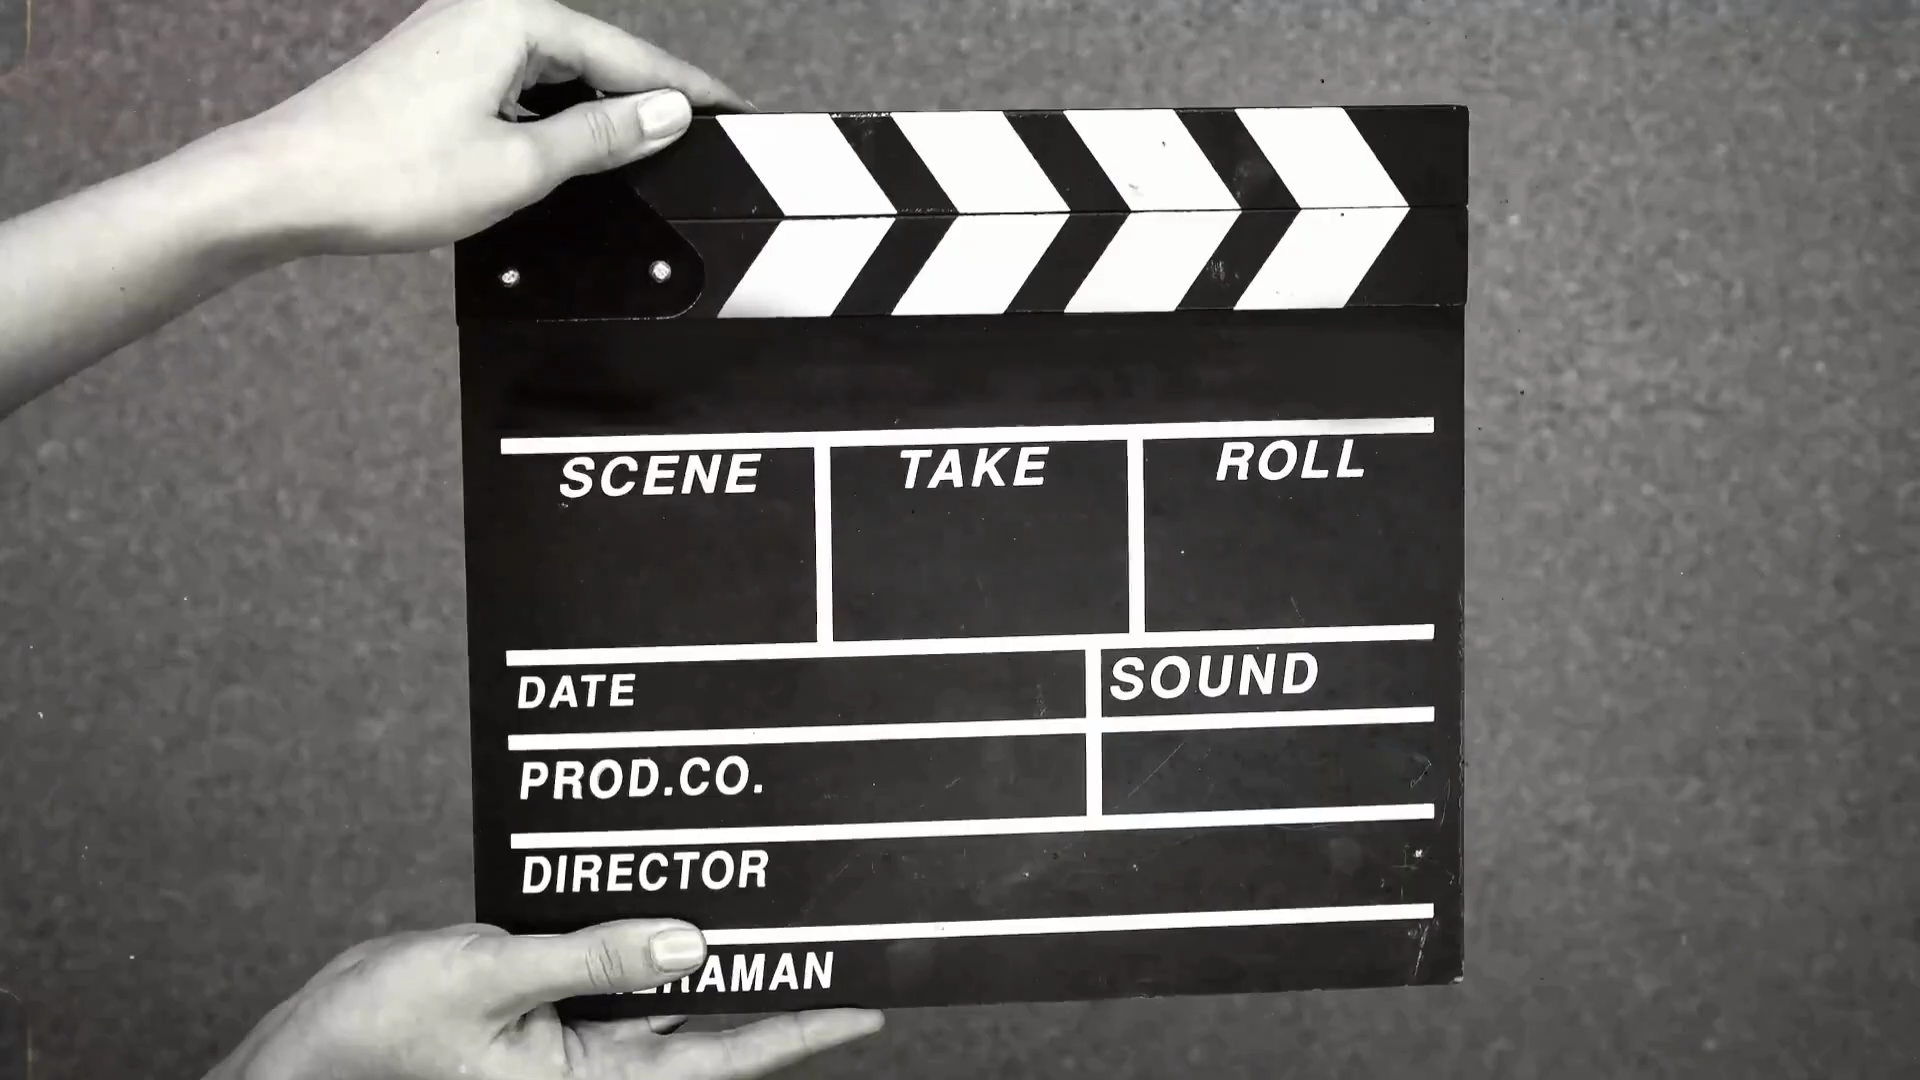 SCENE TAKE ROLL
DATE SOUND
PROD.CO.
DIRECTOR